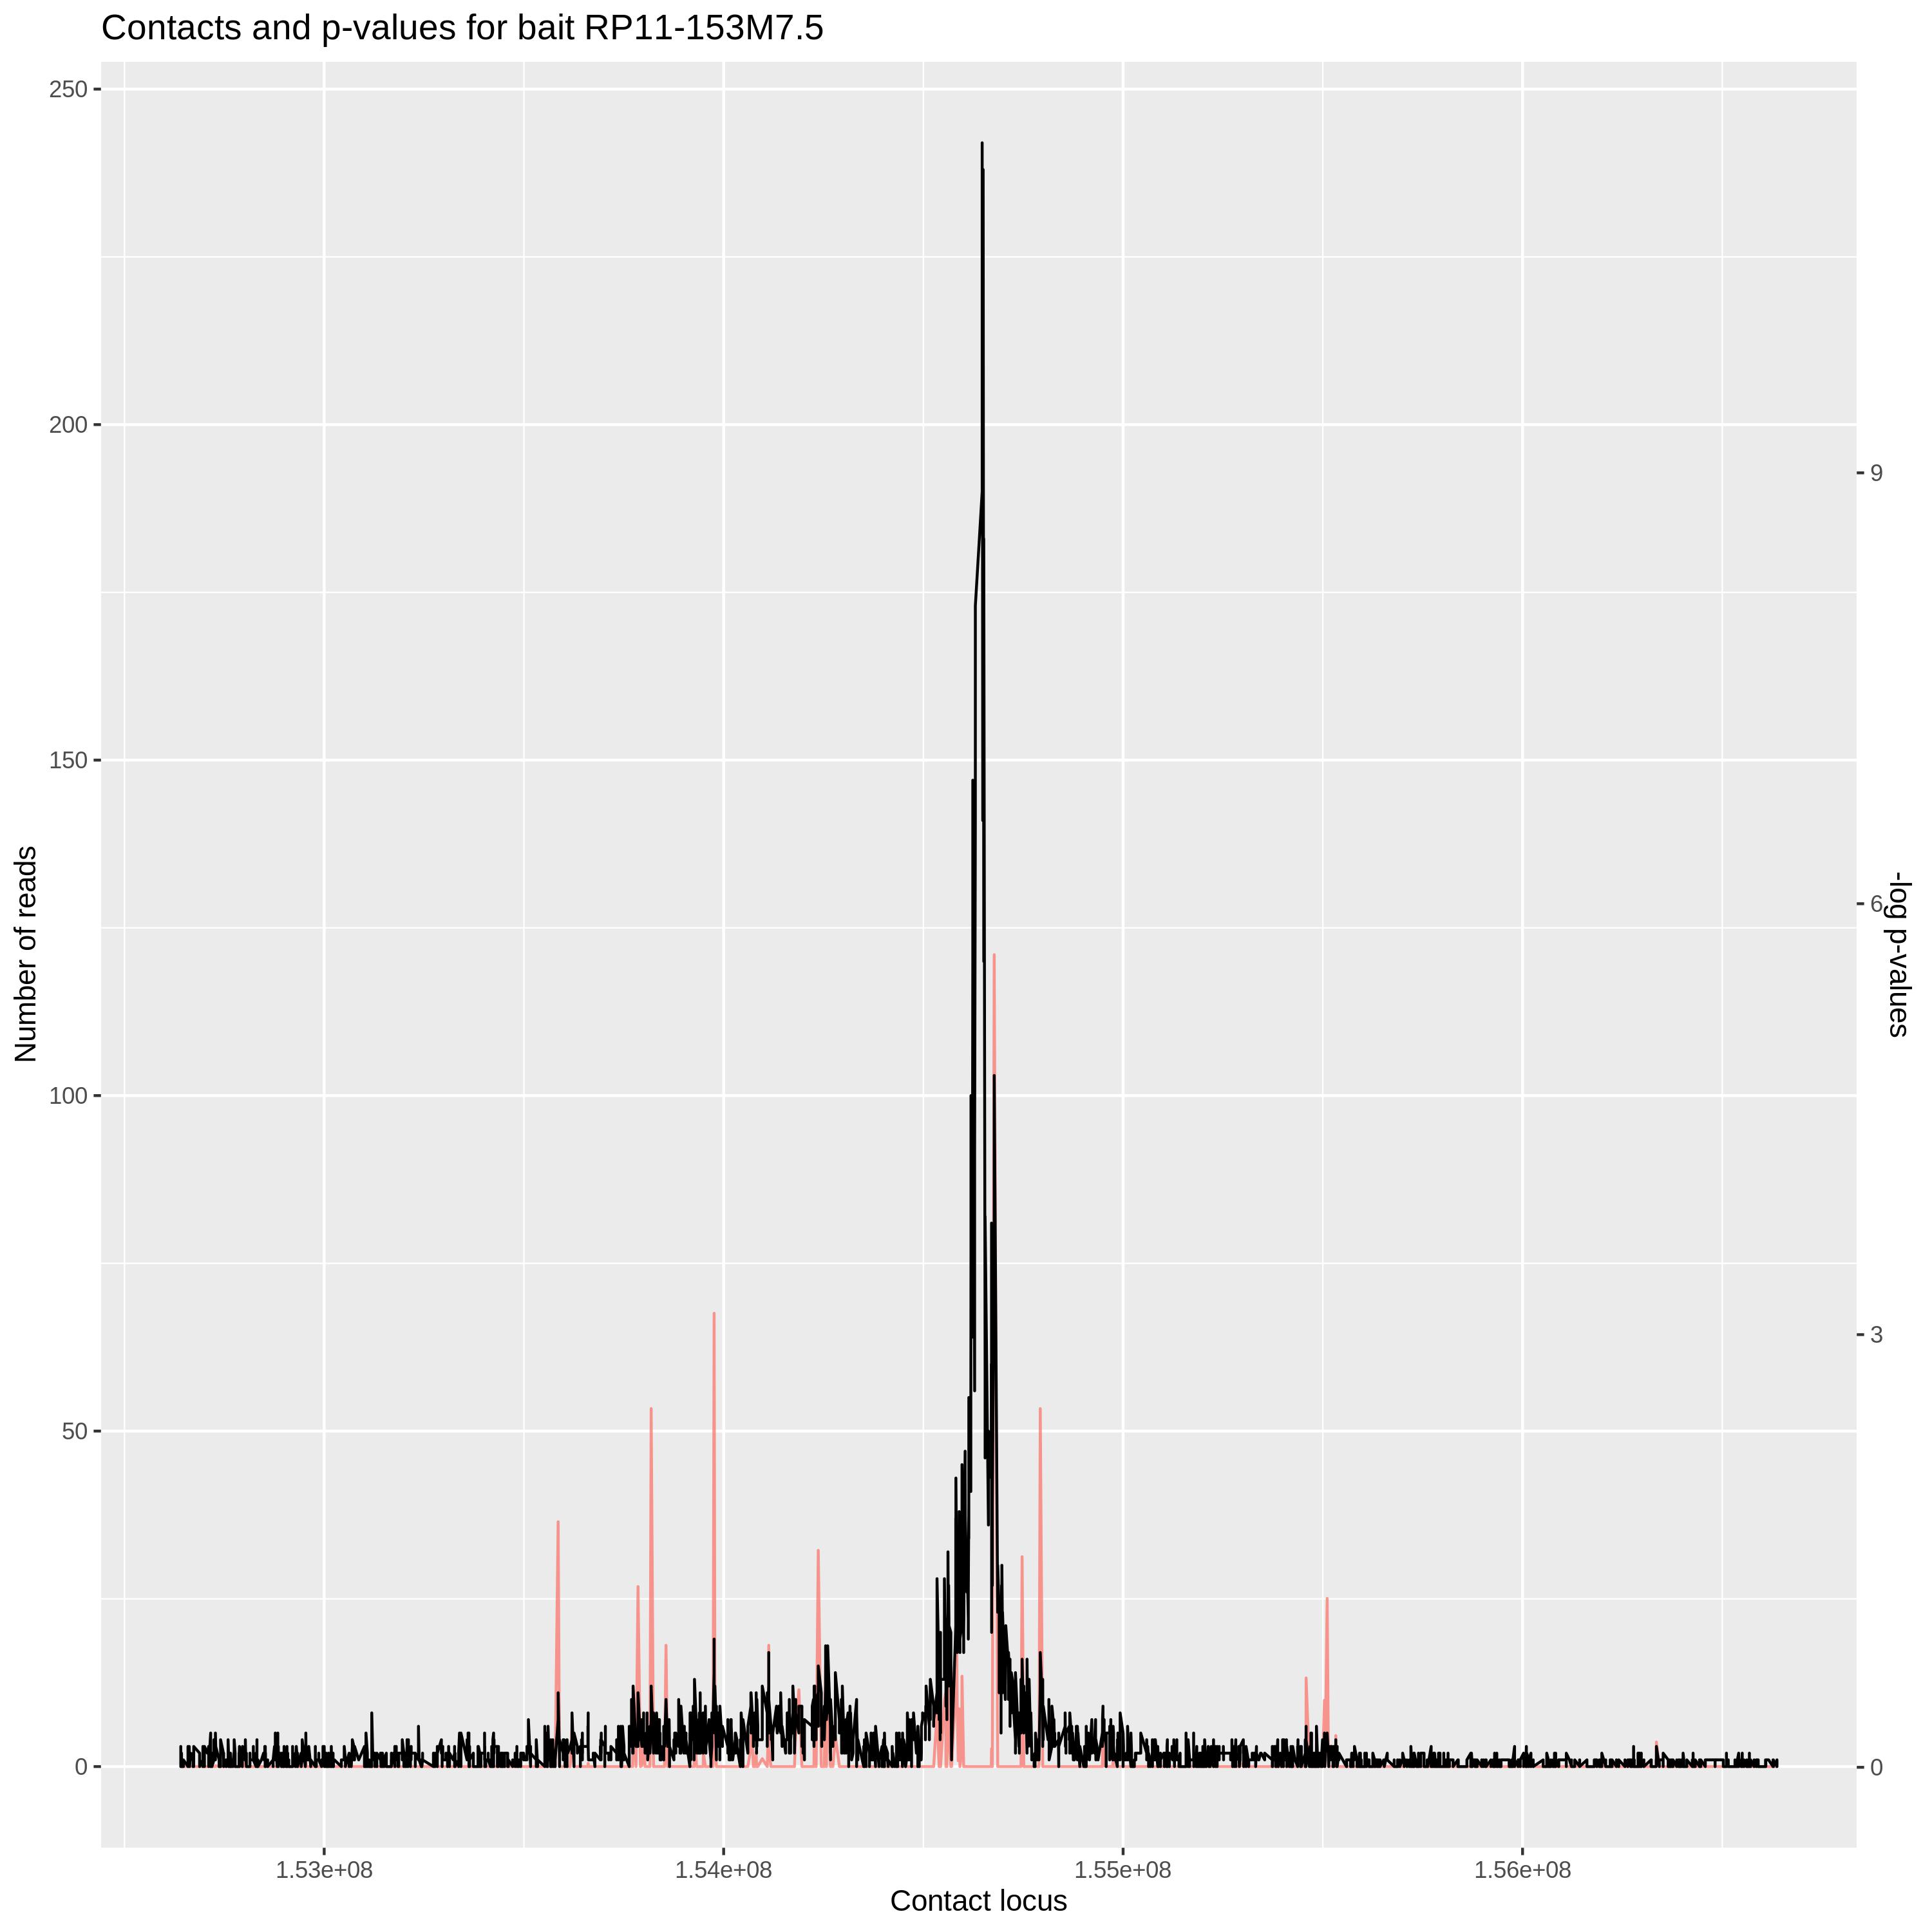 Contacts and p-values for bait RP11-153M7.5
250
200
150
100
50
0
Number of reads
9
6
3
0
-log p-values
1.53e+08
1.54e+08
1.55e+08
1.56e+08
Contact locus